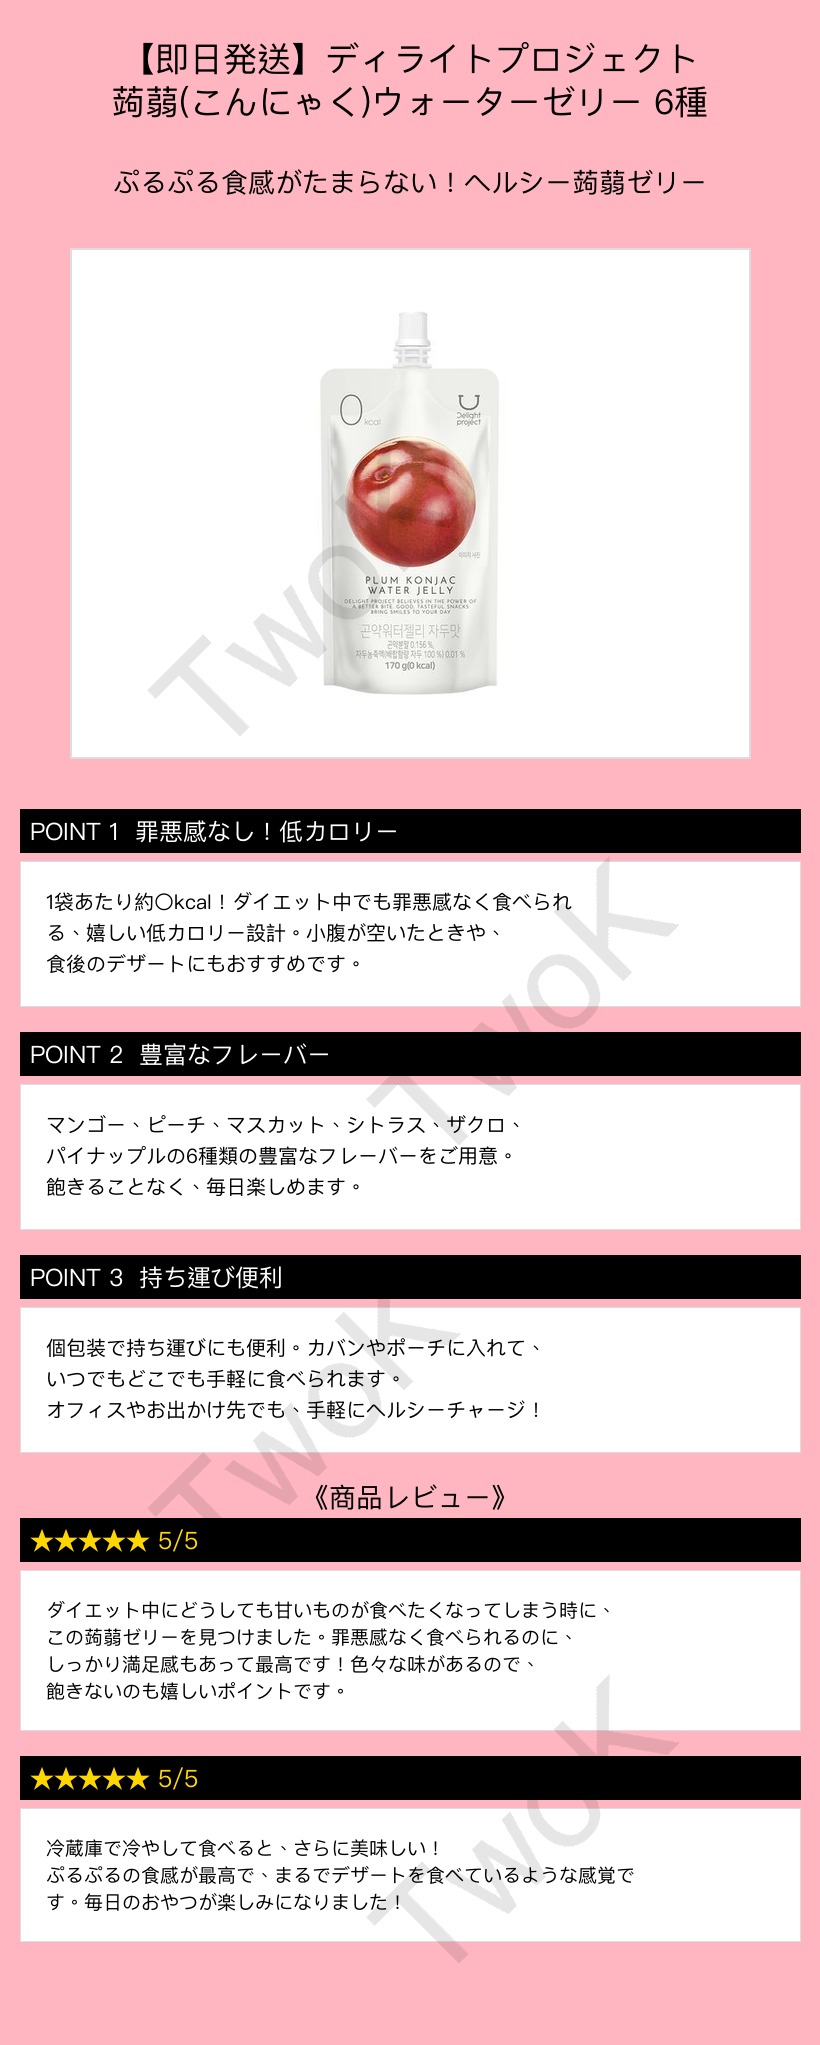 【即日発送】ディライトプロジェクト
蒟蒻(こんにゃく)ウォーターゼリー 6種
ぷるぷる食感がたまらない！ヘルシー蒟蒻ゼリー
0 kcal
Delight
project
이미지 사진
PLUM KONJAC
WATER JELLY
DELIGHT PROJECT BELIEVES IN THE POWER OF
A BETTER BITE. GOOD, TASTEFUL SNACKS
BRING SMILES TO YOUR DAY
곤약워터젤리 자두맛
곤약분말 0.156 %,
자두농축액(배합함량 자두 100 %) 0.01 %
170 g(0 kcal)
TwoK
POINT 1 罪悪感なし！低カロリー
1袋あたり約〇kcal！ダイエット中でも罪悪感なく食べられ
る、嬉しい低カロリー設計。小腹が空いたときや、
食後のデザートにもおすすめです。
TwoK
POINT 2 豊富なフレーバー
マンゴー、ピーチ、マスカット、シトラス、ザクロ、
パイナップルの6種類の豊富なフレーバーをご用意。
飽きることなく、毎日楽しめます。
POINT 3 持ち運び便利
個包装で持ち運びにも便利。カバンやポーチに入れて、
いつでもどこでも手軽に食べられます。
オフィスやお出かけ先でも、手軽にヘルシーチャージ！
TwoK
《商品レビュー》
★★★★★ 5/5
ダイエット中にどうしても甘いものが食べたくなってしまう時に、
この蒟蒻ゼリーを見つけました。罪悪感なく食べられるのに、
しっかり満足感もあって最高です！色々な味があるので、
飽きないのも嬉しいポイントです。
★★★★★ 5/5
冷蔵庫で冷やして食べると、さらに美味しい！
ぷるぷるの食感が最高で、まるでデザートを食べているような感覚で
す。毎日のおやつが楽しみになりました！
TwoK